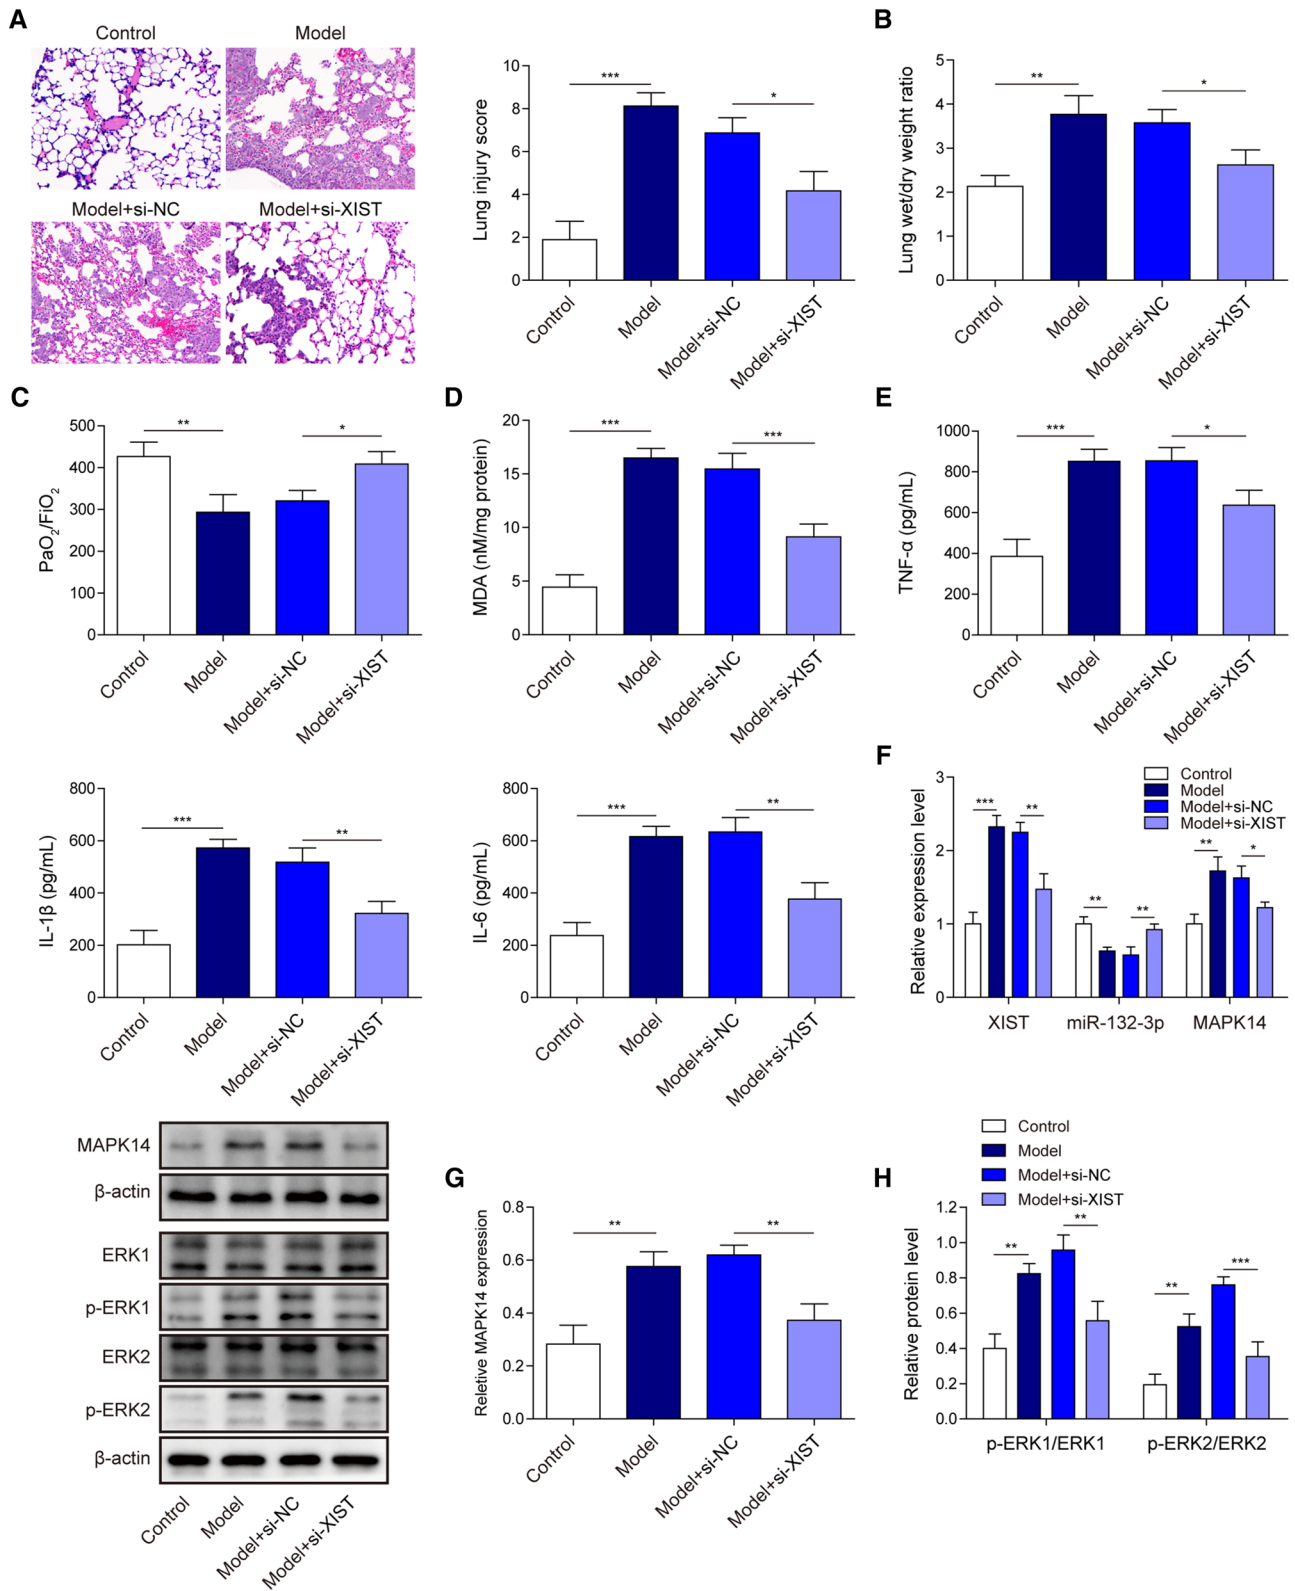 A
Control
Model
Model+si-NC
Model+si-XIST
Lung injury score
10
8
6
4
2
0
***
*
Control
Model
Model+si-NC
Model+si-XIST
B
Lung wet/dry weight ratio
5
4
3
2
1
0
**
*
Control
Model
Model+si-NC
Model+si-XIST
C
PaO2/FiO2
500
400
300
200
100
0
**
*
Control
Model
Model+si-NC
Model+si-XIST
D
MDA (nM/mg protein)
20
15
10
5
0
***
***
Control
Model
Model+si-NC
Model+si-XIST
E
TNF-α (pg/mL)
1000
800
600
400
200
0
***
*
Control
Model
Model+si-NC
Model+si-XIST
IL-1β (pg/mL)
800
600
400
200
0
***
**
Control
Model
Model+si-NC
Model+si-XIST
IL-6 (pg/mL)
800
600
400
200
0
***
**
Control
Model
Model+si-NC
Model+si-XIST
F
Control
Model
Model+si-NC
Model+si-XIST
Relative expression level
3
2
1
0
***
**
**
**
**
*
XIST
miR-132-3p
MAPK14
MAPK14
β-actin
ERK1
p-ERK1
ERK2
p-ERK2
β-actin
Control
Model
Model+si-NC
Model+si-XIST
G
Reletive MAPK14 expression
0.8
0.6
0.4
0.2
0.0
**
**
Control
Model
Model+si-NC
Model+si-XIST
H
Control
Model
Model+si-NC
Model+si-XIST
Relative protein level
1.2
1.0
0.8
0.6
0.4
0.2
0.0
**
**
**
***
p-ERK1/ERK1
p-ERK2/ERK2